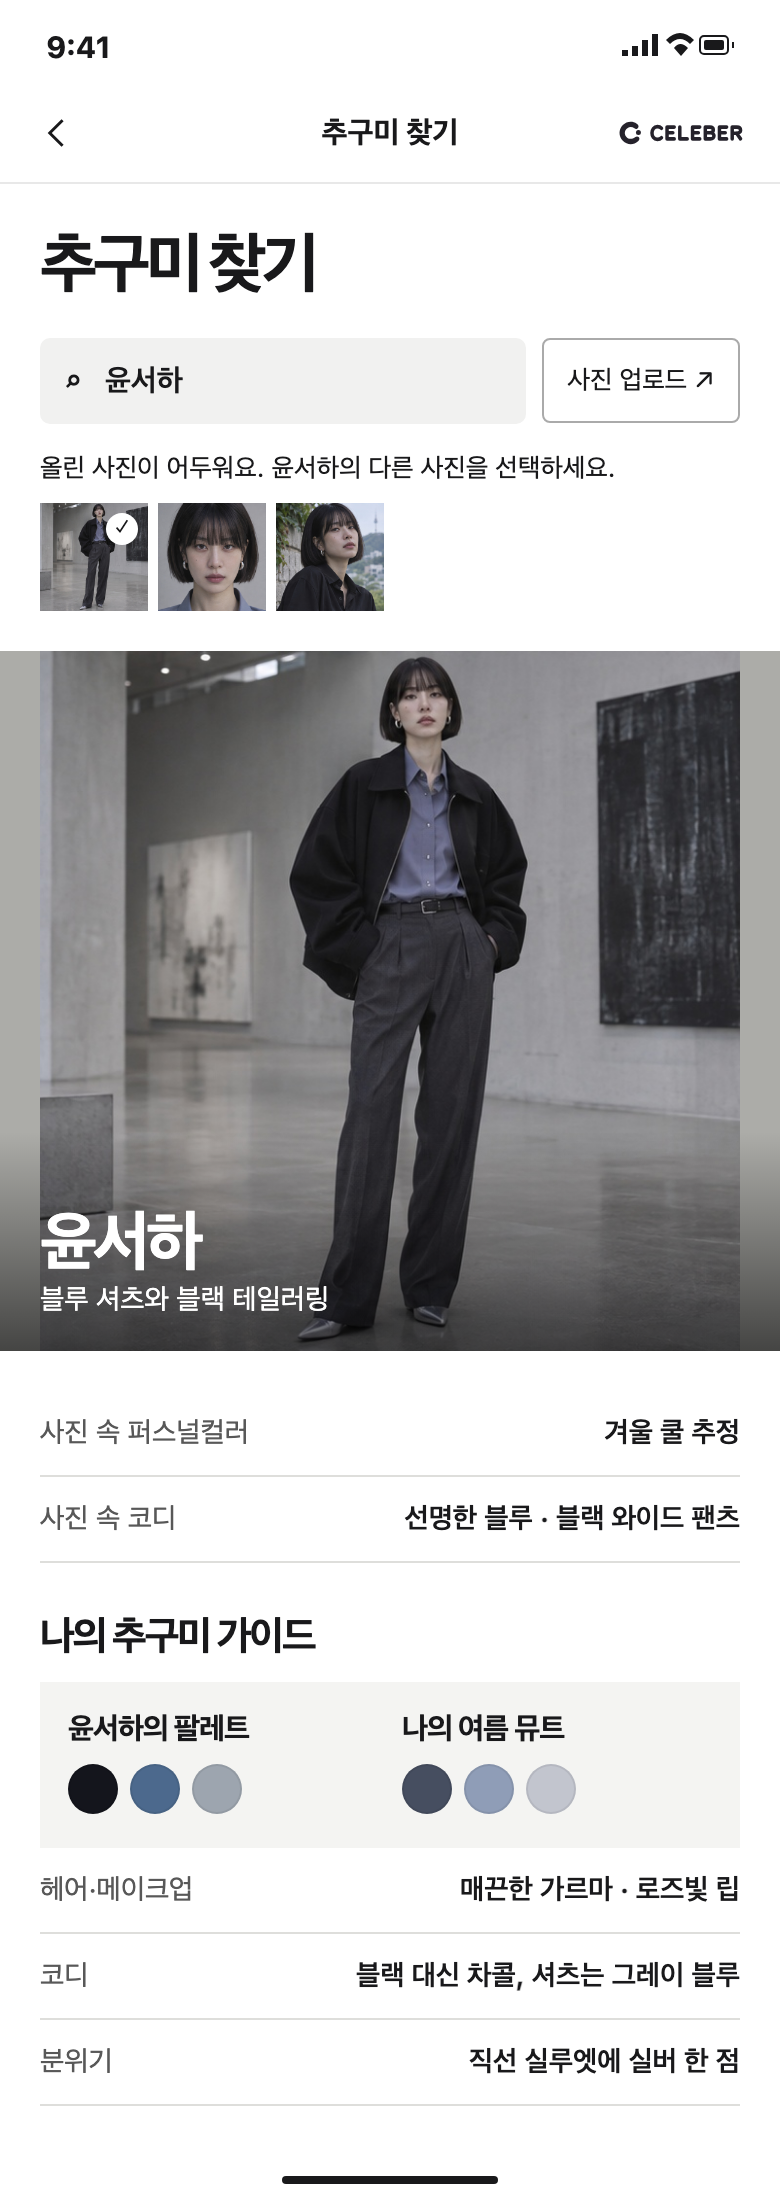 9:41
추구미 찾기
CELEBER
추구미 찾기
윤서하
사진 업로드 ↗
올린 사진이 어두워요. 윤서하의 다른 사진을 선택하세요.
윤서하
블루 셔츠와 블랙 테일러링
사진 속 퍼스널컬러
겨울 쿨 추정
사진 속 코디
선명한 블루 · 블랙 와이드 팬츠
나의 추구미 가이드
윤서하의 팔레트
나의 여름 뮤트
헤어·메이크업
매끈한 가르마 · 로즈빛 립
코디
블랙 대신 차콜, 셔츠는 그레이 블루
분위기
직선 실루엣에 실버 한 점